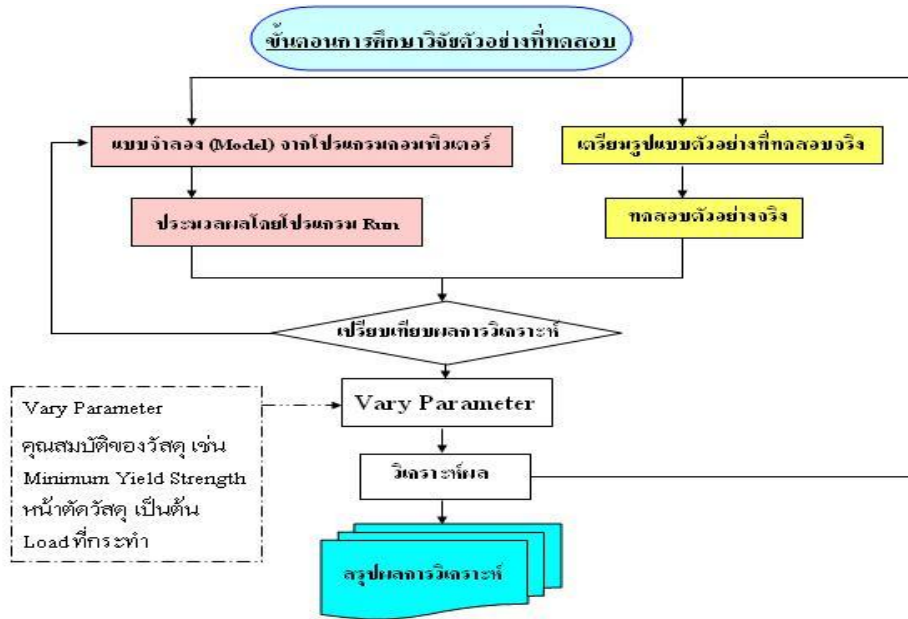 ขั้นตอนการศึกษาวิจัยตัวอย่างที่ทดสอบ
แบบจำลอง (Model) จากโปรแกรมคอมพิวเตอร์
เตรียมรูปแบบตัวอย่างที่ทดสอบจริง
ประมวลผลโดยโปรแกรม Run
ทดสอบตัวอย่างจริง
เปรียบเทียบผลการวิเคราะห์
Vary Parameter
Vary Parameter
คุณสมบัติของวัสดุ เช่น
Minimum Yield Strength
หน้าตัดวัสดุ เป็นต้น
Load ที่กระทำ
วิเคราะห์ผล
สรุปผลการวิเคราะห์